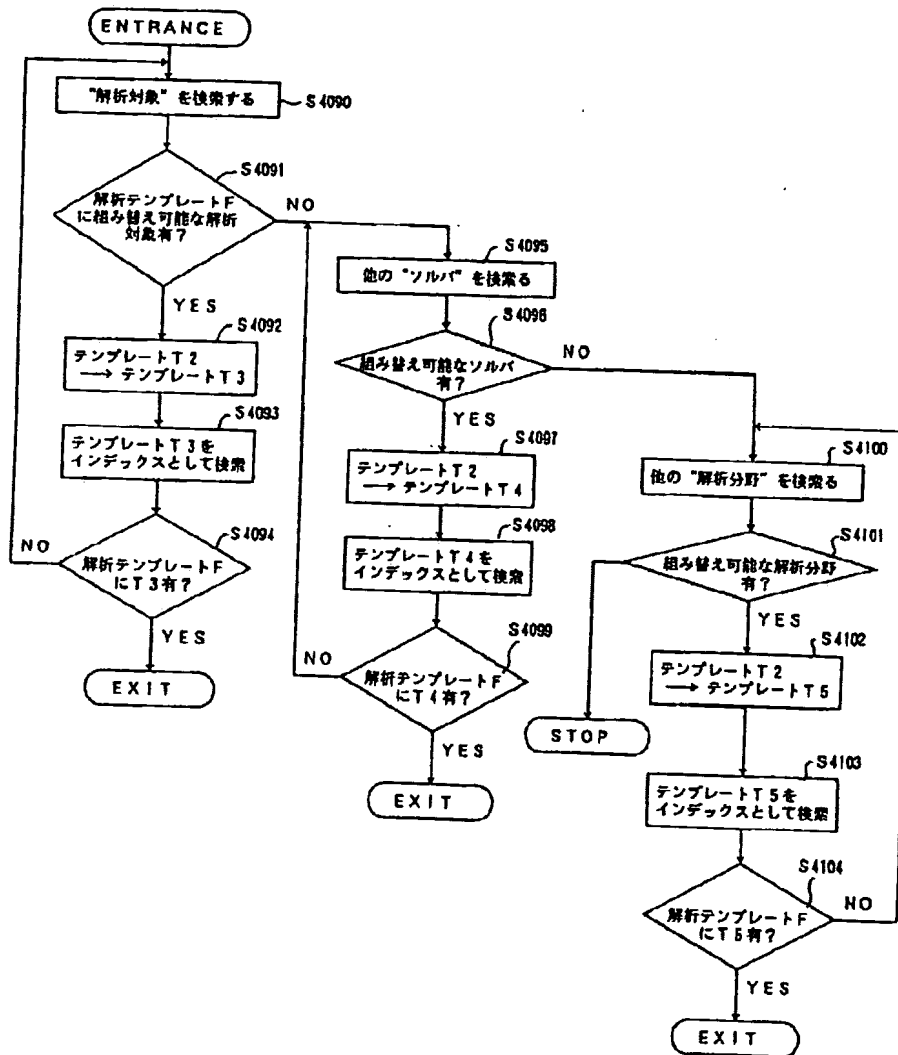 ENTRANCE
"解析対象"を検索する
S4090
S4091
解析テンプレートF
に組み替え可能な解析
対象有?
NO
YES
S4092
テンプレートT2
→ テンプレートT3
S4093
テンプレートT3を
インデックスとして検索
S4094
NO
解析テンプレートF
にT3有?
YES
EXIT
S4095
他の"ソルバ"を検索る
S4096
組み替え可能なソルバ
有?
NO
YES
S4097
テンプレートT2
→ テンプレートT4
S4098
テンプレートT4を
インデックスとして検索
S4099
NO
解析テンプレートF
にT4有?
YES
EXIT
S4100
他の"解析分野"を検索る
S4101
組み替え可能な解析分野
有?
YES
STOP
S4102
テンプレートT2
→ テンプレートT5
S4103
テンプレートT5を
インデックスとして検索
S4104
解析テンプレートF
にT5有?
NO
YES
EXIT